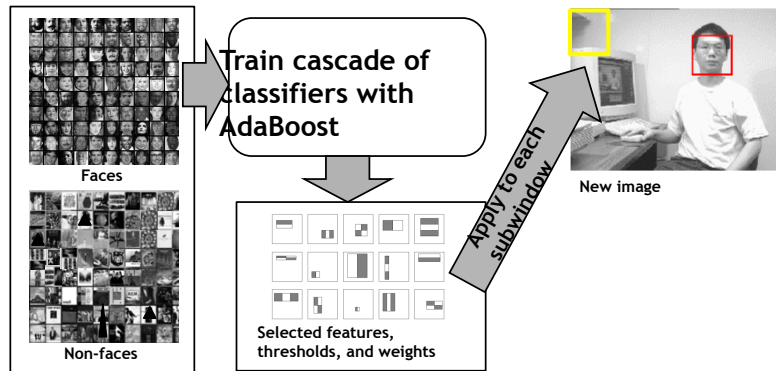 Faces
Non-faces
Train cascade of
classifiers with
AdaBoost
Selected features,
thresholds, and weights
Apply to each
subwindow
New image